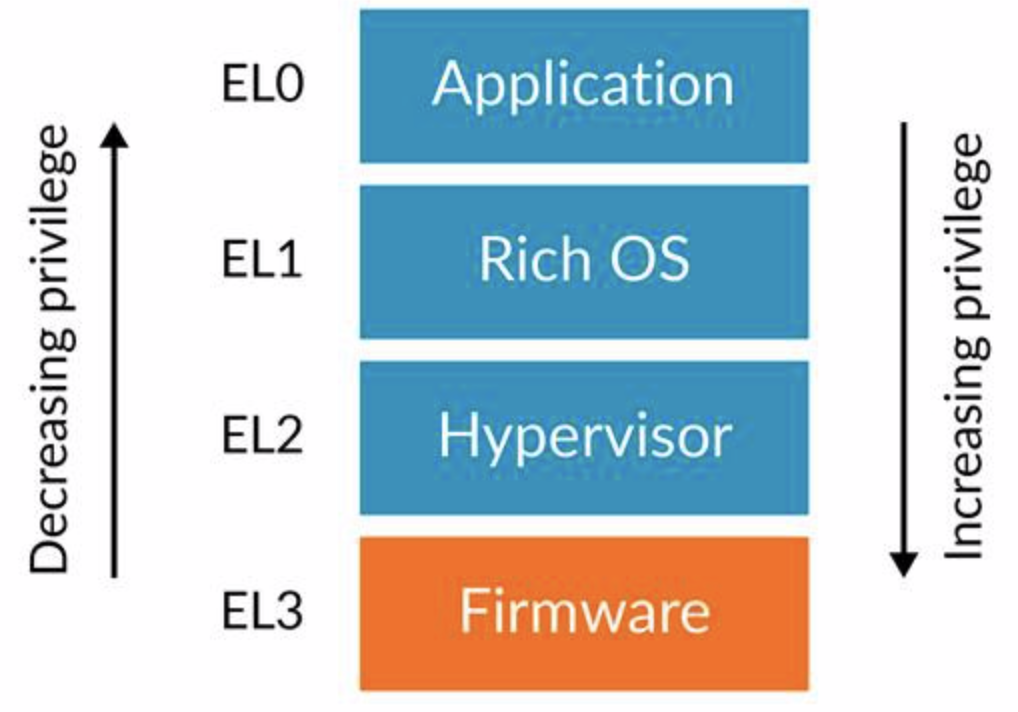 EL0
Application
EL1
Rich OS
EL2
Hypervisor
EL3
Firmware
Decreasing privilege
Increasing privilege